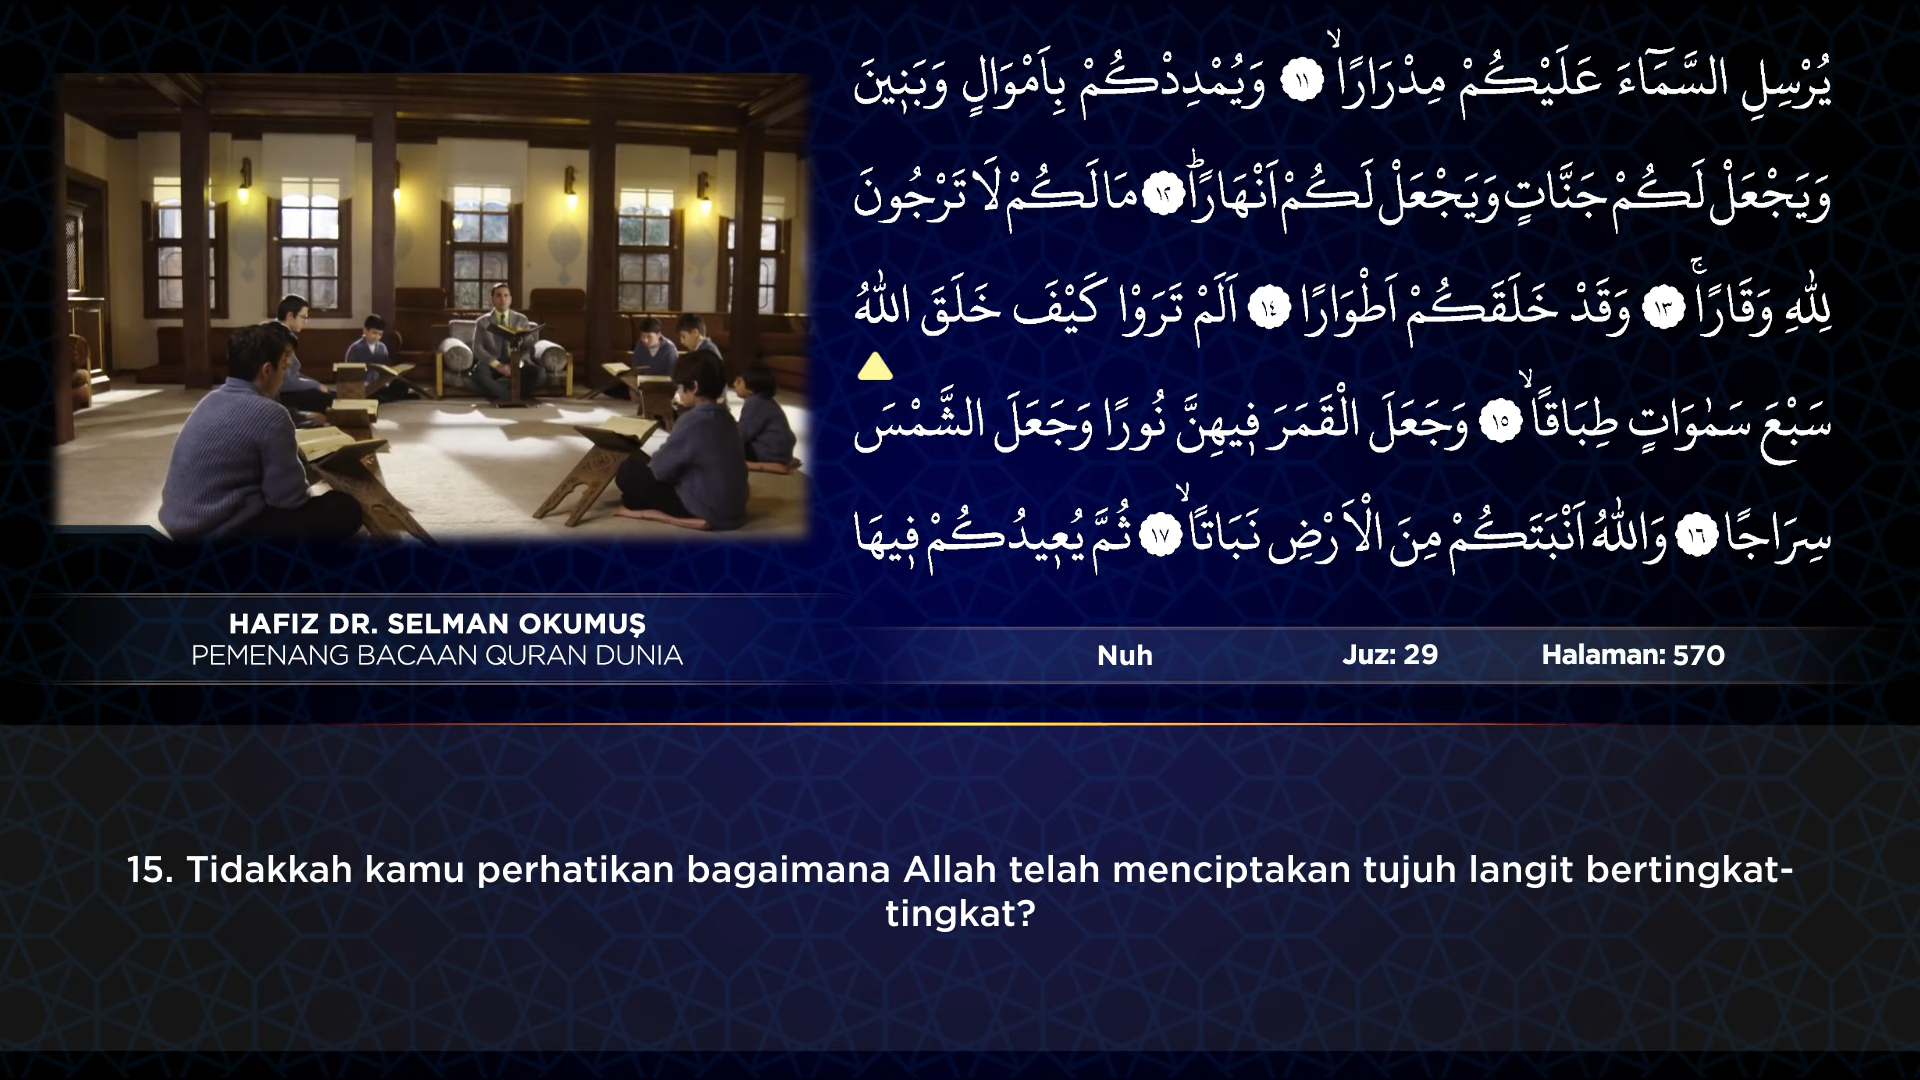 يُرْسِلِ السَّمَٓاءَ عَلَيْكُمْ مِدْرَارًاۙ ﴿١١﴾ وَيُمْدِدْكُمْ بِاَمْوَالٍ وَبَن۪ينَ
وَيَجْعَلْ لَكُمْ جَنَّاتٍ وَيَجْعَلْ لَكُمْ اَنْهَارًاۜ ﴿١٢﴾ مَا لَكُمْ لَا تَرْجُونَ
لِلّٰهِ وَقَارًاۚ ﴿١٣﴾ وَقَدْ خَلَقَكُمْ اَطْوَارًا ﴿١٤﴾ اَلَمْ تَرَوْا كَيْفَ خَلَقَ اللّٰهُ
سَبْعَ سَمٰوَاتٍ طِبَاقًاۙ ﴿١٥﴾ وَجَعَلَ الْقَمَرَ ف۪يهِنَّ نُورًا وَجَعَلَ الشَّمْسَ
سِرَاجًا ﴿١٦﴾ وَاللّٰهُ اَنْبَتَكُمْ مِنَ الْاَرْضِ نَبَاتًاۙ ﴿١٧﴾ ثُمَّ يُع۪يدُكُمْ ف۪يهَا
HAFIZ DR. SELMAN OKUMUŞ
PEMENANG BACAAN QURAN DUNIA
Nuh Juz: 29 Halaman: 570
15. Tidakkah kamu perhatikan bagaimana Allah telah menciptakan tujuh langit bertingkat-
tingkat?